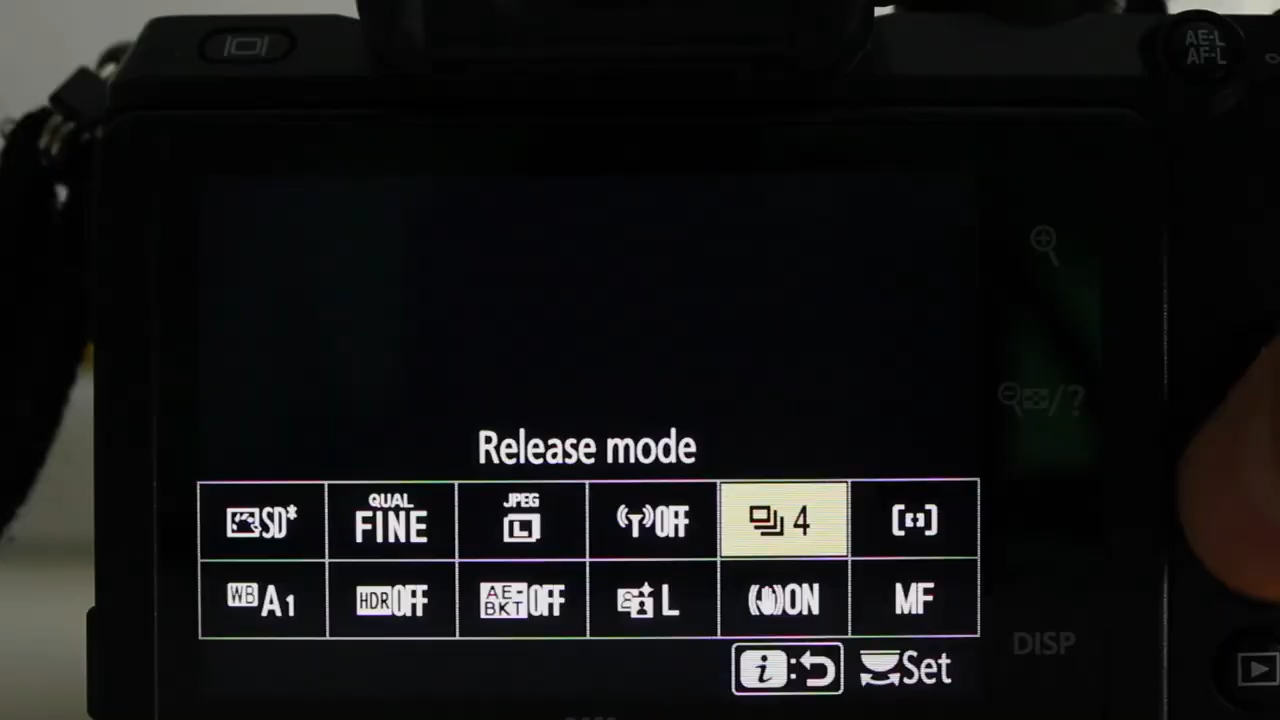 AE-L
AF-L
Release mode
SD* QUAL FINE JPEG L (T)OFF 4 [ ]
WB A1 HDR OFF AE-BKT OFF L ON MF
i: Set
/?
DISP